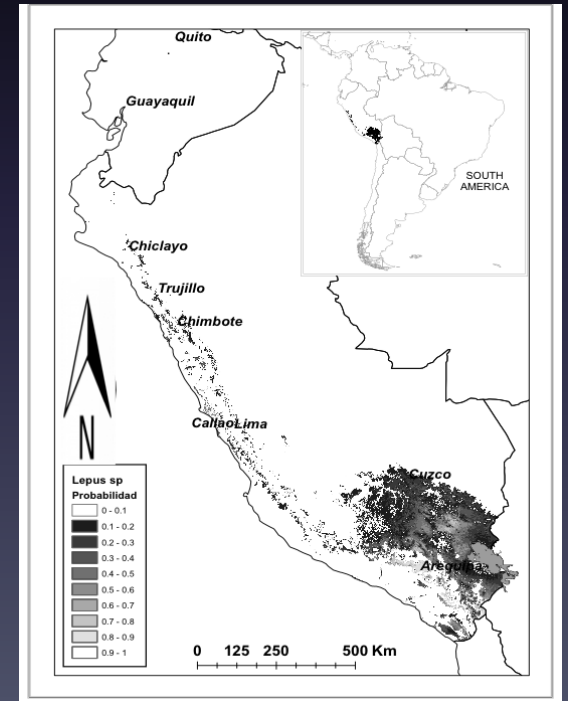 Quito
Guayaquil
SOUTH
AMERICA
Chiclayo
Trujillo
Chimbote
CallaoLima
N
Cuzco
Arequipa
Lepus sp
Probabilidad
0 - 0.1
0.1 - 0.2
0.2 - 0.3
0.3 - 0.4
0.4 - 0.5
0.5 - 0.6
0.6 - 0.7
0.7 - 0.8
0.8 - 0.9
0.9 - 1
0 125 250 500 Km